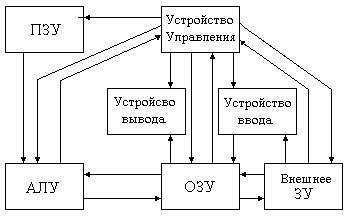 ПЗУ
Устройство
Управления
Устройсво
вывода
Устройство
ввода
АЛУ
ОЗУ
Внешнее
ЗУ